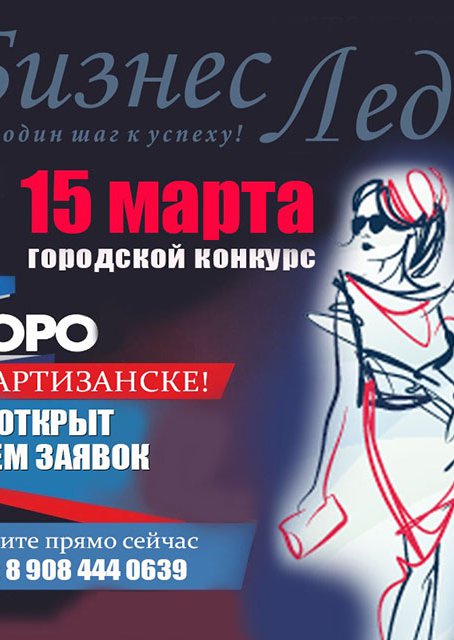 Бизнес
Лед
один шаг к успеху!
15 марта
городской конкурс
ОРО
АРТИЗАНСКЕ!
ОТКРЫТ
ЕМ ЗАЯВОК
ите прямо сейчас
8 908 444 0639